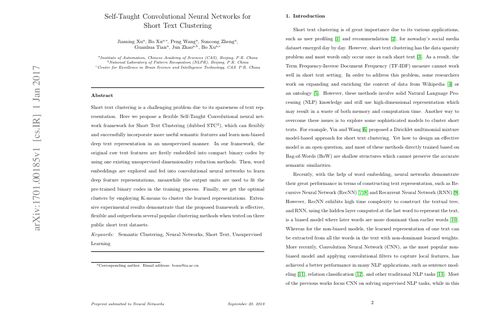 Self-Taught Convolutional Neural Networks for
Short Text Clustering
Jiaming Xu, Bo Xu, Peng Wang, Suncong Zheng,
Guanhua Tian, Jun Zhao, Bo Xu
Institute of Automation, Chinese Academy of Sciences (CAS). Beijing, P.R. China
National Laboratory of Pattern Recognition (NLPR). Beijing, P.R. China
Center for Excellence in Brain Science and Intelligence Technology, CAS. P.R. China
Abstract
Short text clustering is a challenging problem due to its sparseness of text rep-
resentation. Here we propose a flexible Self-Taught Convolutional neural net-
work framework for Short Text Clustering (dubbed STC²), which can flexibly
and successfully incorporate more useful semantic features and learn non-biased
deep text representation in an unsupervised manner. In our framework, the
original raw text features are firstly embedded into compact binary codes by
using one existing unsupervised dimensionality reduction methods. Then, word
embeddings are explored and fed into convolutional neural networks to learn
deep feature representations, meanwhile the output units are used to fit the
pre-trained binary codes in the training process. Finally, we get the optimal
clusters by employing K-means to cluster the learned representations. Exten-
sive experimental results demonstrate that the proposed framework is effective,
flexible and outperform several popular clustering methods when tested on three
public short text datasets.
Keywords: Semantic Clustering, Neural Networks, Short Text, Unsupervised
Learning
*Corresponding author. Email address:
Preprint submitted to Neural Networks
arXiv:1701.00185v1 [cs.IR] 1 Jan 2017
1. Introduction
Short text clustering is of great importance due to its various applications,
such as user profiling [1] and recommendation [2], for nowaday's social media
dataset emerged day by day. However, short text clustering has the data sparsity
problem and most words only occur once in each short text [3]. As a result, the
Term Frequency-Inverse Document Frequency (TF-IDF) measure cannot work
well in short text setting. In order to address this problem, some researchers
work on expanding and enriching the context of data from Wikipedia [4] or
an ontology [5]. However, these methods involve solid Natural Language Pro-
cessing (NLP) knowledge and still use high-dimensional representation which
may result in a waste of both memory and computation time. Another way to
overcome these issues is to explore some sophisticated models to cluster short
texts. For example, Yin and Wang [6] proposed a Dirichlet multinomial mixture
model-based approach for short text clustering. Yet how to design an effective
model is an open question, and most of these methods directly trained based on
Bag-of-Words (BoW) are shallow structures which cannot preserve the accurate
semantic similarities.
Recently, with the help of word embedding, neural networks demonstrate
their great performance in terms of constructing text representation, such as Re-
cursive Neural Network (RecNN) [7,8] and Recurrent Neural Network (RNN) [9].
However, RecNN exhibits high time complexity to construct the textual tree,
and RNN, using the hidden layer computed at the last word to represent the text,
is a biased model where later words are more dominant than earlier words [10].
Whereas for the non-biased models, the learned representation of one text can
be extracted from all the words in the text with non-dominant learned weights.
More recently, Convolution Neural Network (CNN), as the most popular non-
biased model and applying convolutional filters to capture local features, has
achieved a better performance in many NLP applications, such as sentence mod-
eling [11], relation classification [12], and other traditional NLP tasks [13]. Most
of the previous works focus CNN on solving supervised NLP tasks, while in this
2